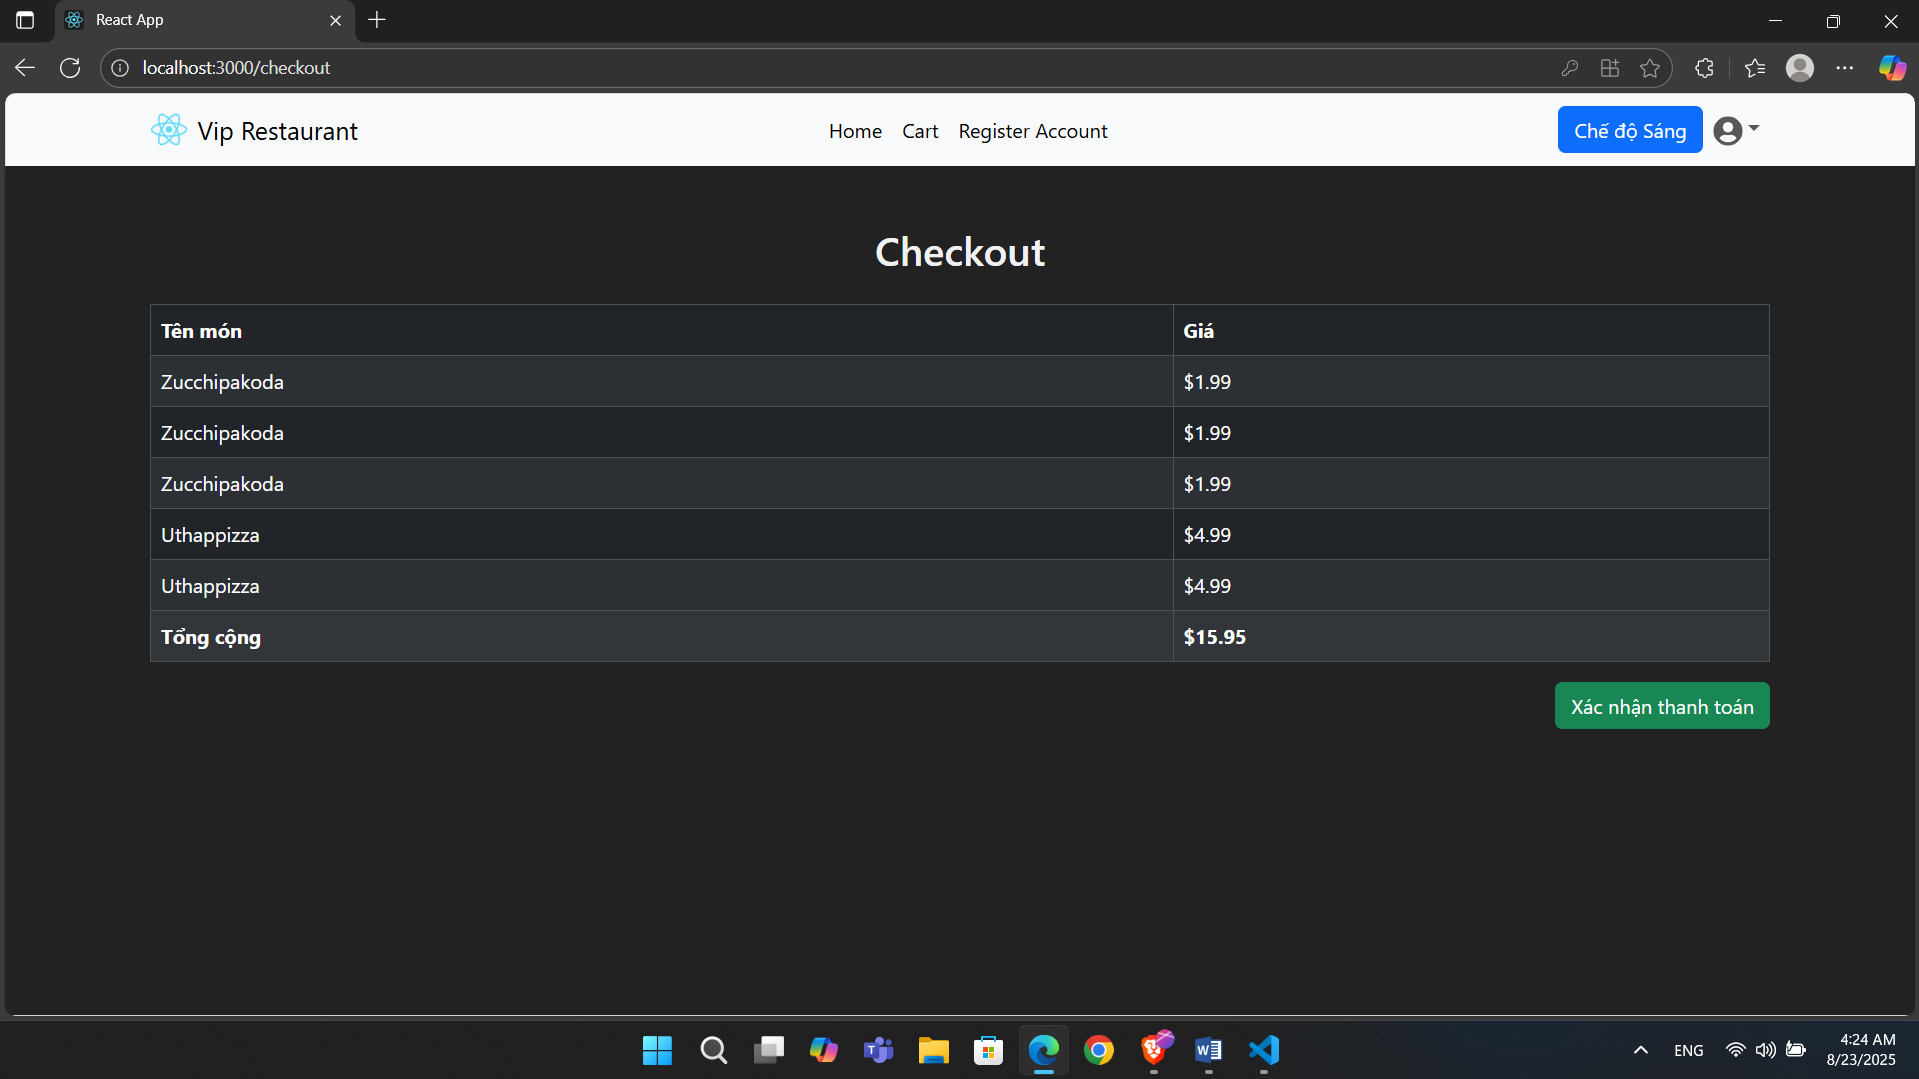 React App
localhost:3000/checkout
Vip Restaurant
Home Cart Register Account
Chế độ Sáng
Checkout
Tên món Giá
Zucchipakoda $1.99
Zucchipakoda $1.99
Zucchipakoda $1.99
Uthappizza $4.99
Uthappizza $4.99
Tổng cộng $15.95
Xác nhận thanh toán
ENG
4:24 AM
8/23/2025